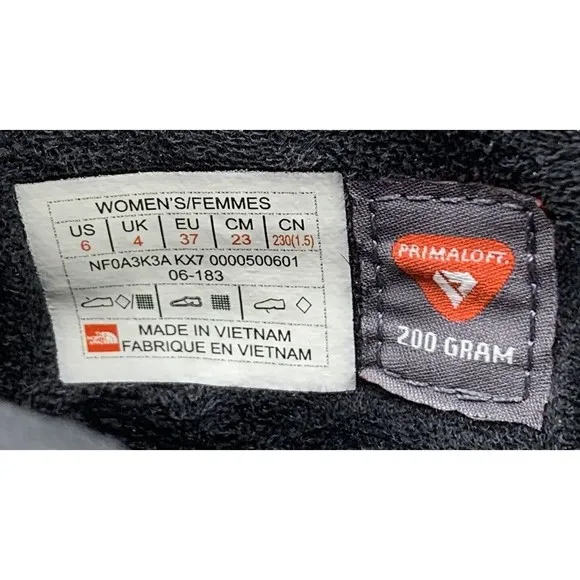 WOMEN'S/FEMMES
US UK EU CM CN
6 4 37 23 230(1.5)
NF0A3K3A KX7 0000500601
06-183
MADE IN VIETNAM
FABRIQUE EN VIETNAM
PRIMALOFT
200 GRAM